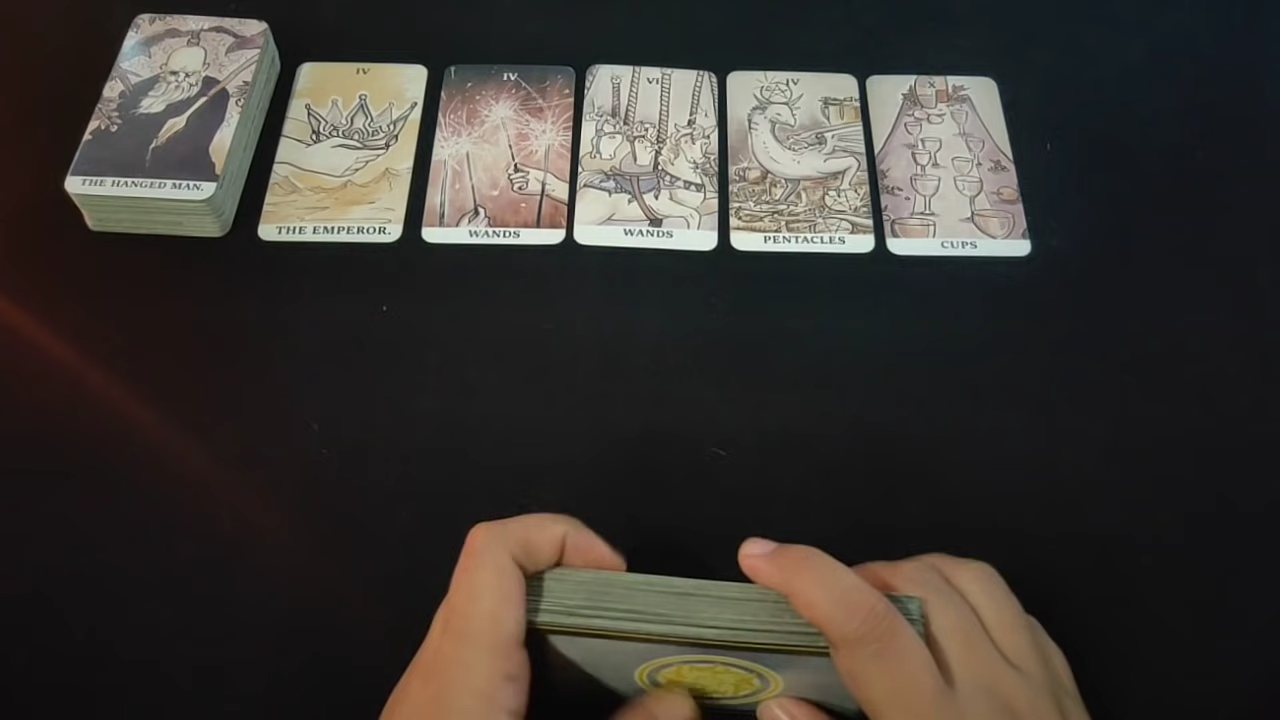 THE HANGED MAN.
IV
THE EMPEROR.
IV
WANDS
VI
WANDS
IV
PENTACLES
X
CUPS